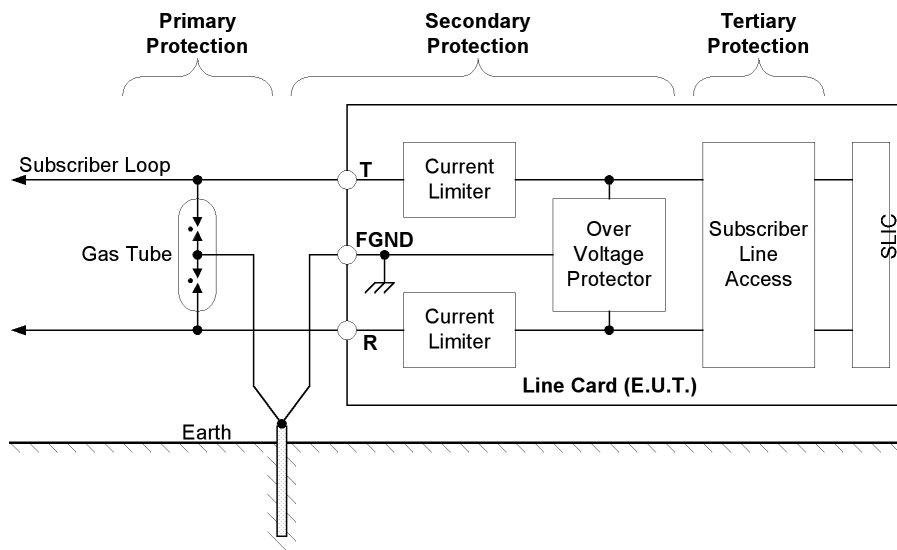 Primary
Protection
Secondary
Protection
Tertiary
Protection
Subscriber Loop
T
Current
Limiter
Gas Tube
FGND
Over
Voltage
Protector
Subscriber
Line
Access
SLIC
R
Current
Limiter
Line Card (E.U.T.)
Earth